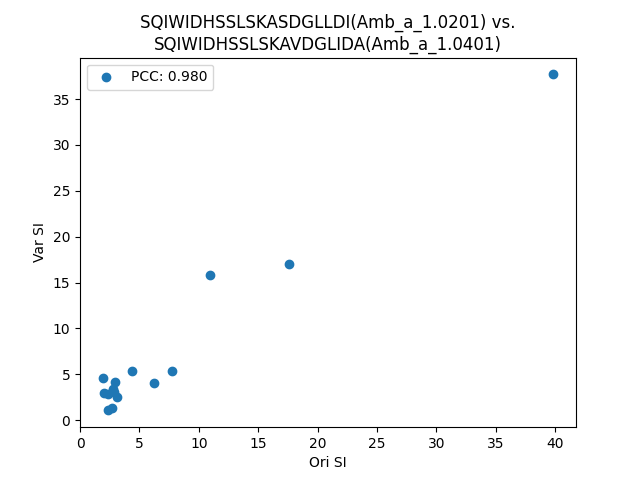 SQIWIDHSSLSKASDGLLDI(Amb_a_1.0201) vs.
SQIWIDHSSLSKAVDGLIDA(Amb_a_1.0401)
PCC: 0.980
35
30
25
20
15
10
5
0
Var SI
0 5 10 15 20 25 30 35 40
Ori SI